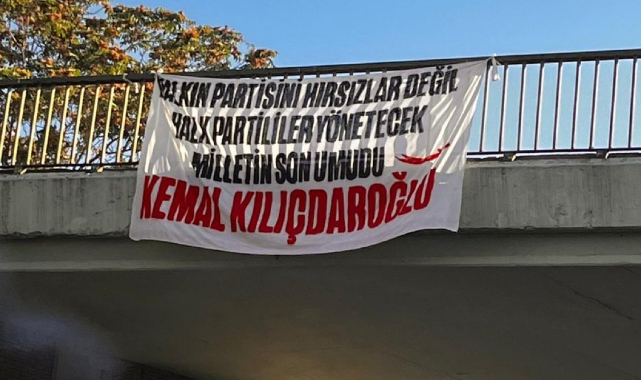 HALKIN PARTİSİNİ HIRSIZLAR DEĞİL
HALK PARTİLİLER YÖNETECEK
MİLLETİN SON UMUDU
KEMAL KILIÇDAROĞLU